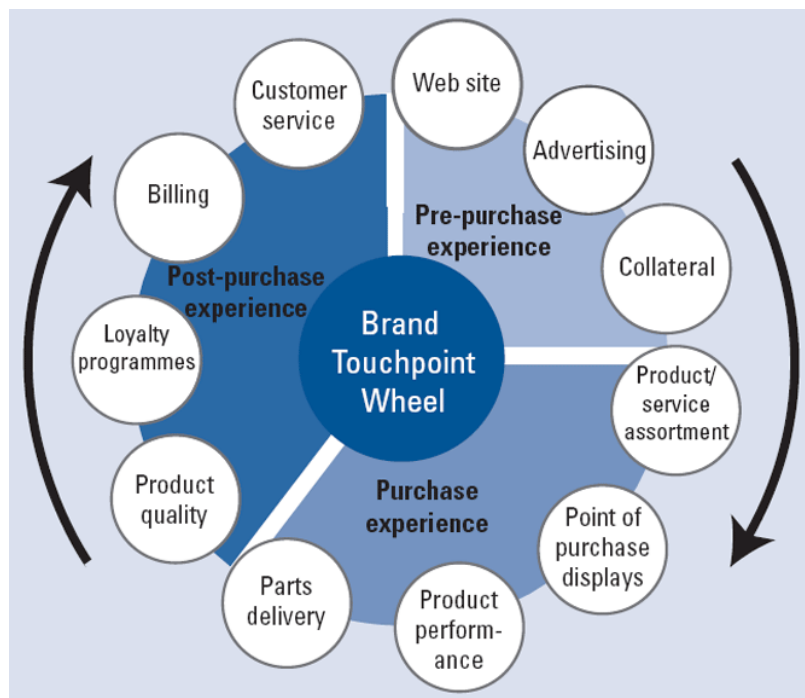 Web site
Advertising
Collateral
Pre-purchase
experience
Product/
service
assortment
Point of
purchase
displays
Product
perform-
ance
Parts
delivery
Purchase
experience
Product
quality
Loyalty
programmes
Billing
Customer
service
Post-purchase
experience
Brand
Touchpoint
Wheel